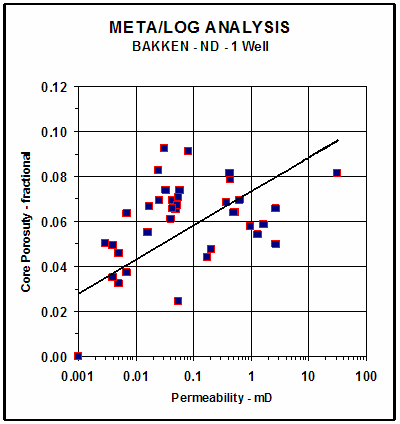 META/LOG ANALYSIS
BAKKEN - ND - 1 Well
0.12
0.10
0.08
0.06
0.04
0.02
0.00
Core Porosuty - fractional
0.001 0.01 0.1 1 10 100
Permeability - mD